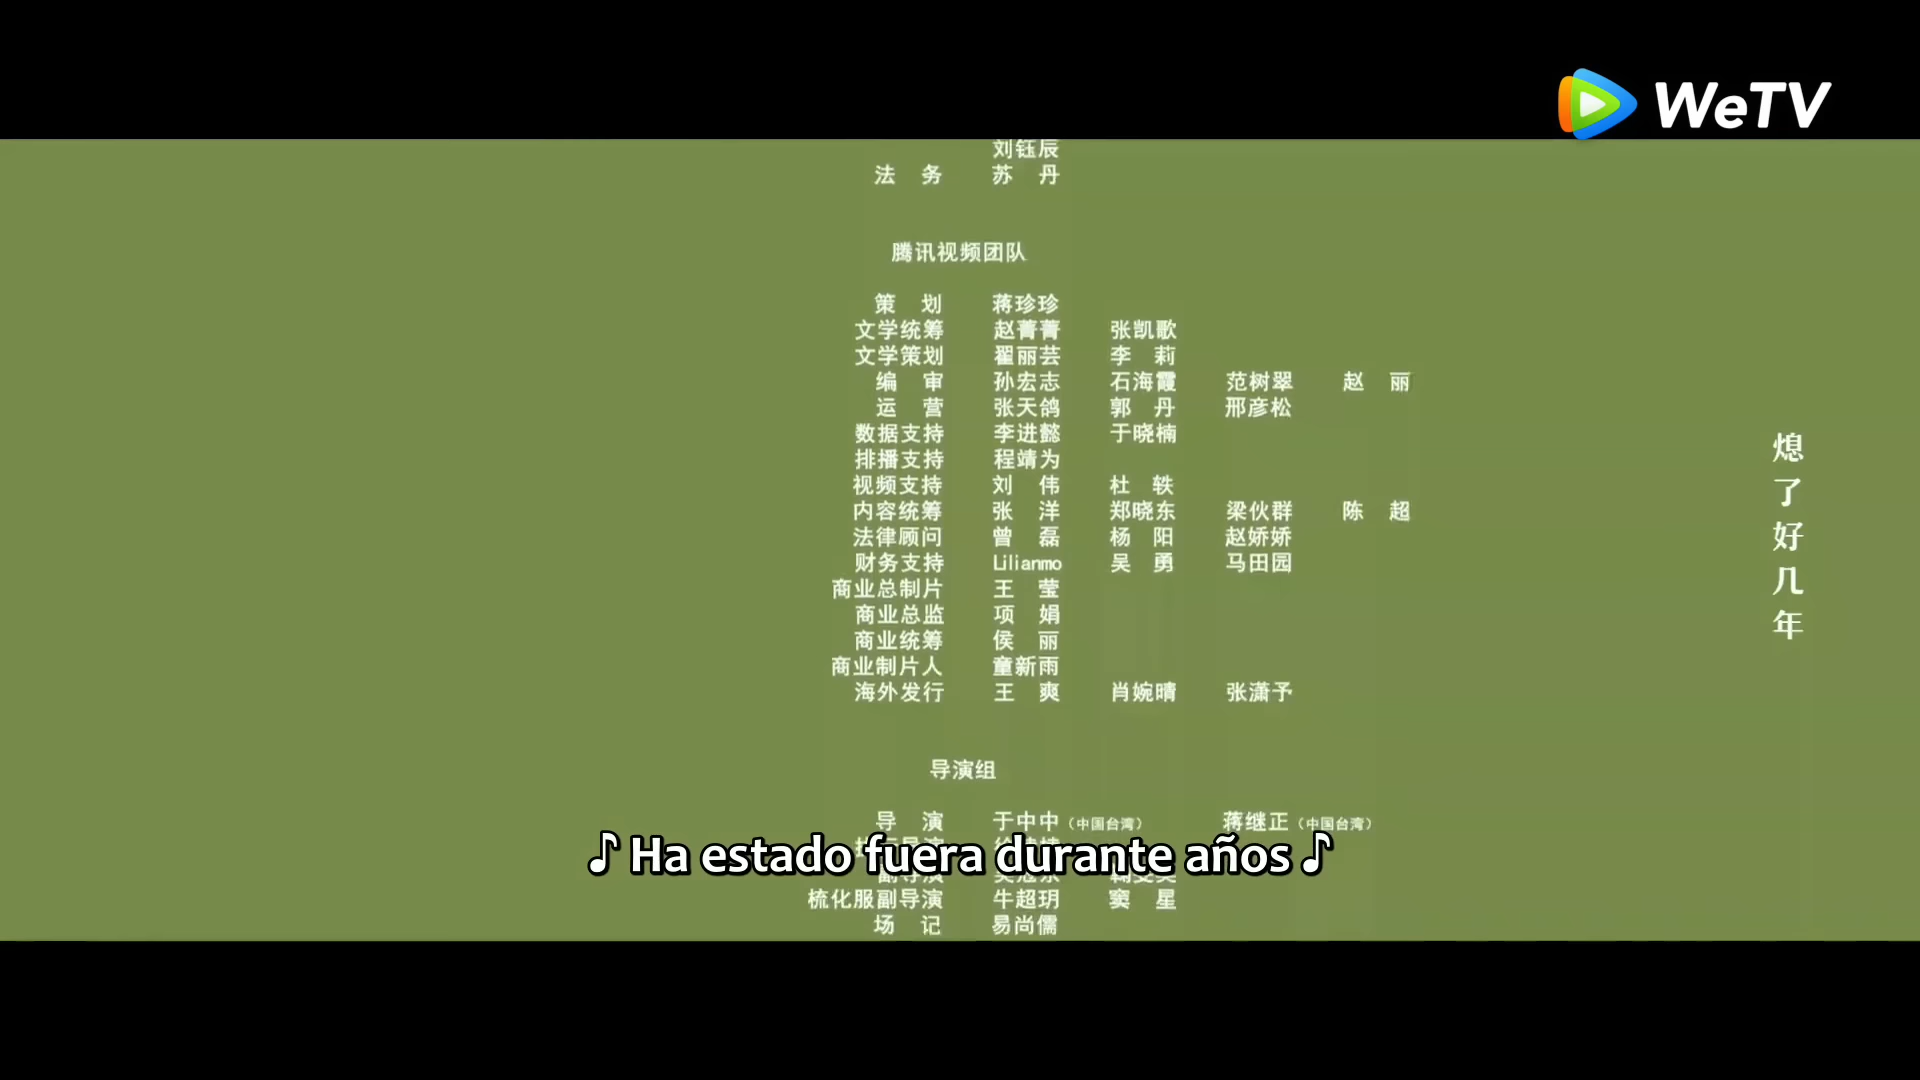 WeTV
刘钰辰
法 务 苏 丹
腾讯视频团队
策 划 蒋珍珍
文学统筹 赵菁菁 张凯歌
文学策划 翟丽芸 李 莉
编 审 孙宏志 石海霞 范树翠 赵 丽
运 营 张天鸽 郭 丹 邢彦松
数据支持 李进懿 于晓楠
排播支持 程靖为
视频支持 刘 伟 杜 轶
内容统筹 张 洋 郑晓东 梁伙群 陈 超
法律顾问 曾 磊 杨 阳 赵娇娇
财务支持 Lilianmo 吴 勇 马田园
商业总制片 王 莹
商业总监 项 娟
商业统筹 侯 丽
商业制片人 童新雨
海外发行 王 爽 肖婉晴 张潇予
熄了好几年
导演组
导 演 于中中（中国台湾） 蒋继正（中国台湾）
♪ Ha estado fuera durante años ♪
梳化服副导演 牛超玥 窦 星
场 记 易尚儒